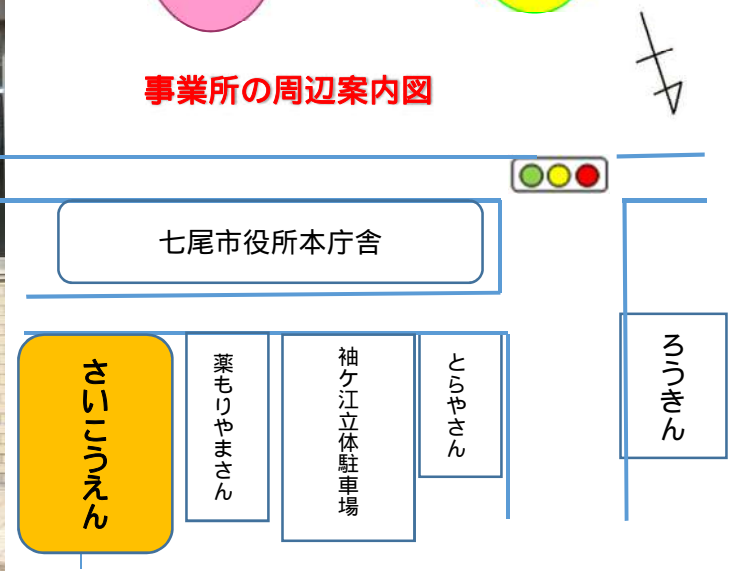 事業所の周辺案内図
七尾市役所本庁舎
さいこうえん
薬もりやまさん
袖ケ江立体駐車場
とらやさん
ろうきん